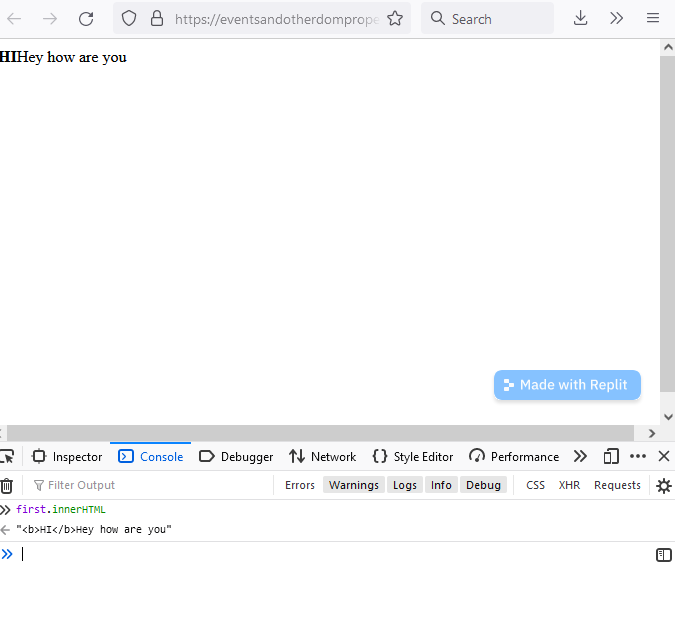 https://eventsandotherdomprope
Search
HIHey how are you
Made with Replit
Inspector Console Debugger Network Style Editor Performance
Filter Output Errors Warnings Logs Info Debug CSS XHR Requests
first.innerHTML
"<b>HI</b>Hey how are you"